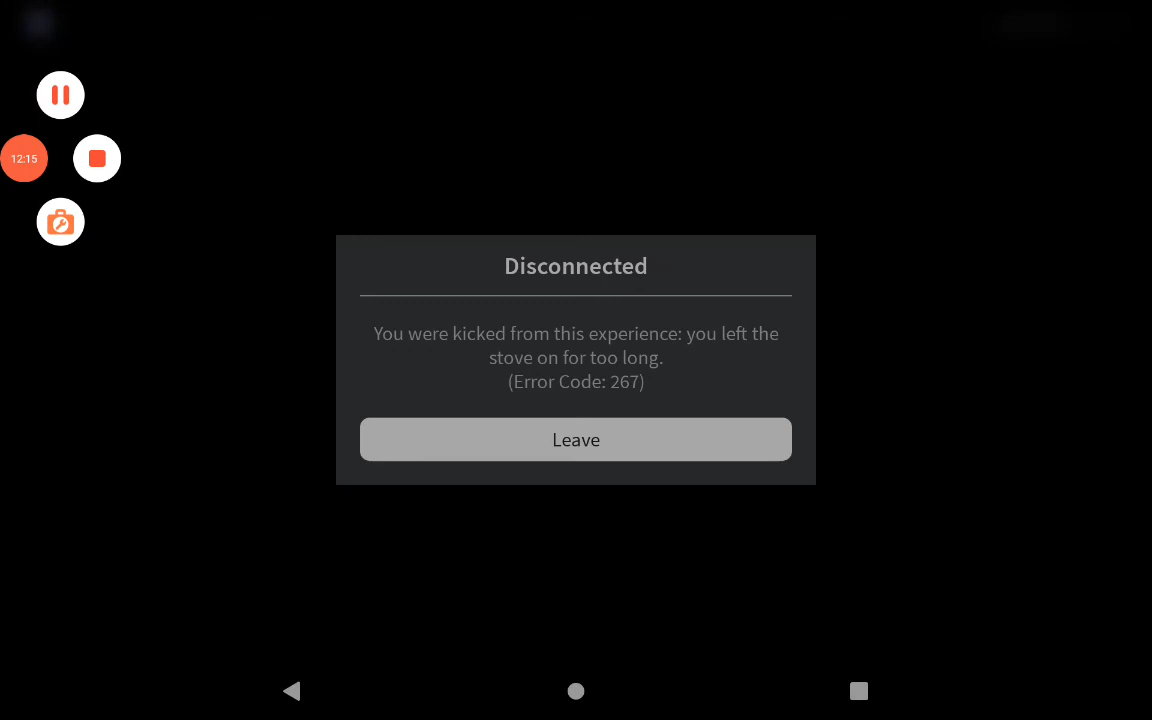 12:15
Disconnected
You were kicked from this experience: you left the
stove on for too long.
(Error Code: 267)
Leave